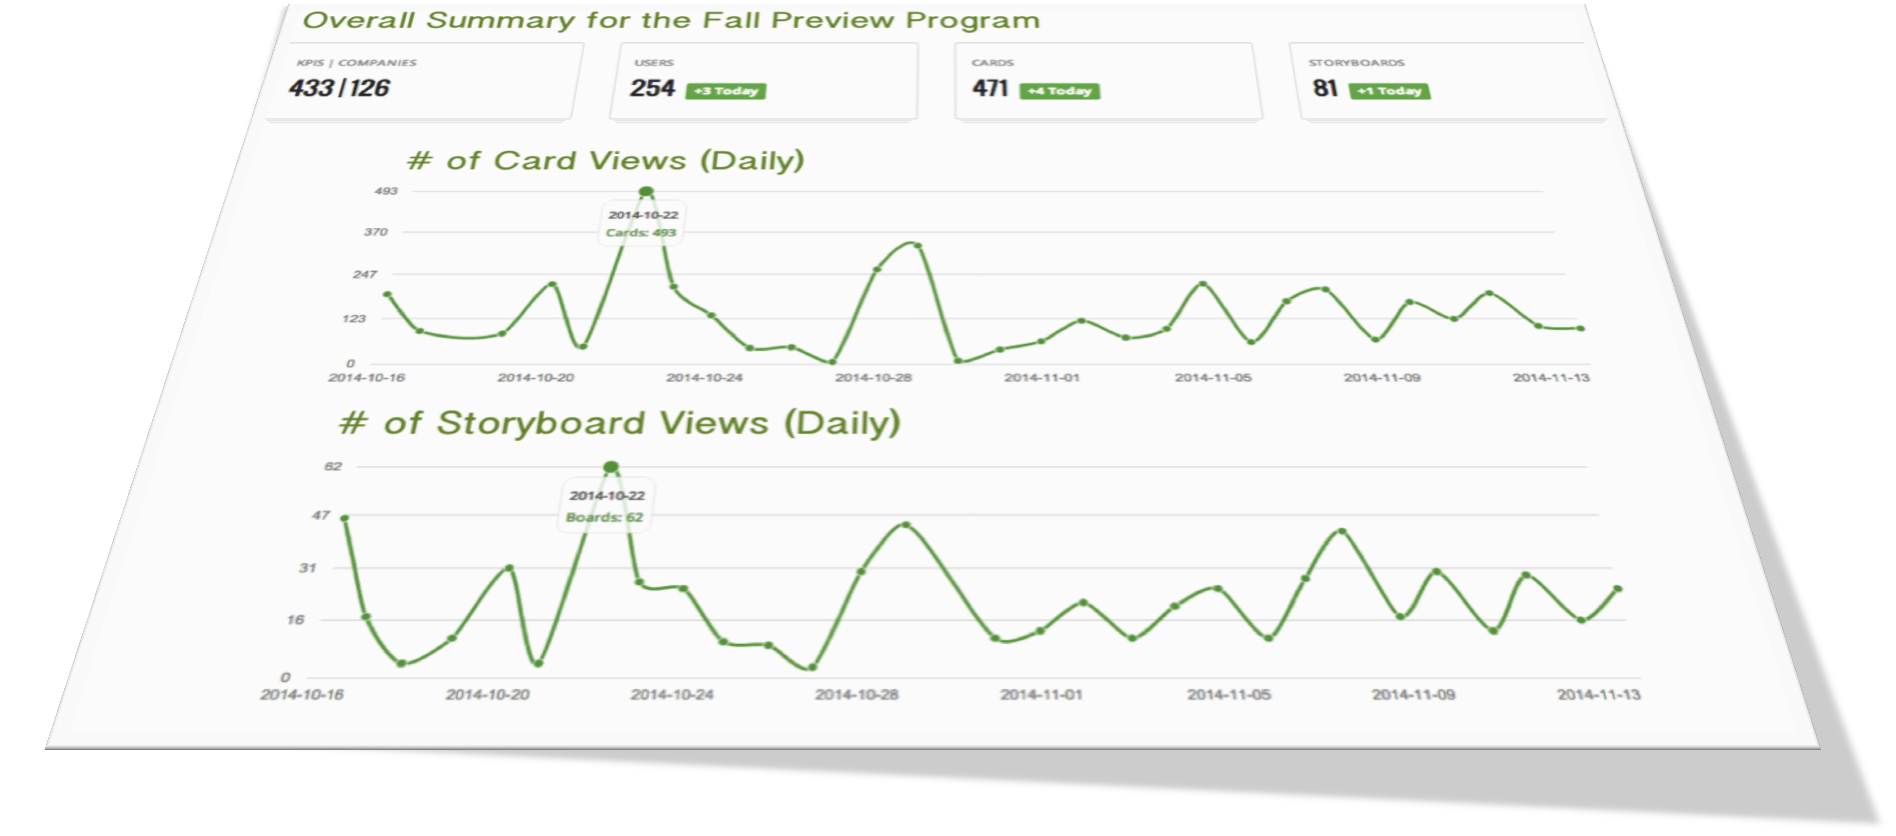 Overall Summary for the Fall Preview Program
KPIS | COMPANIES
433 / 126
USERS
254 +3 Today
CARDS
471 +4 Today
STORYBOARDS
81 +1 Today
# of Card Views (Daily)
493
370
247
123
0
2014-10-22
Cards: 493
2014-10-16 2014-10-20 2014-10-24 2014-10-28 2014-11-01 2014-11-05 2014-11-09 2014-11-13
# of Storyboard Views (Daily)
62
47
31
16
0
2014-10-22
Boards: 62
2014-10-16 2014-10-20 2014-10-24 2014-10-28 2014-11-01 2014-11-05 2014-11-09 2014-11-13